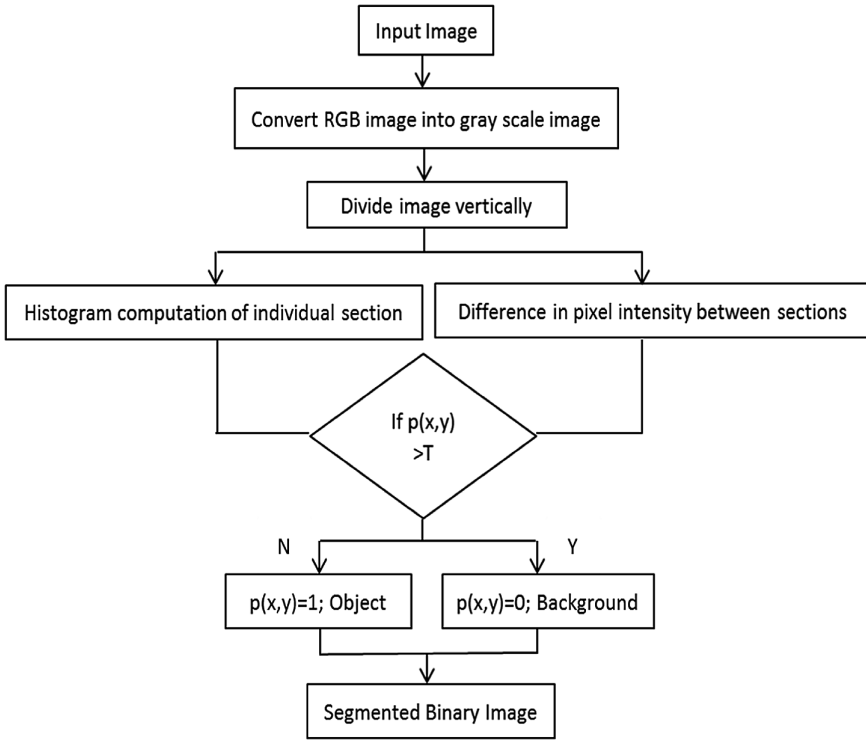 Input Image
Convert RGB image into gray scale image
Divide image vertically
Histogram computation of individual section
Difference in pixel intensity between sections
If p(x,y)
>T
N
Y
p(x,y)=1; Object
p(x,y)=0; Background
Segmented Binary Image